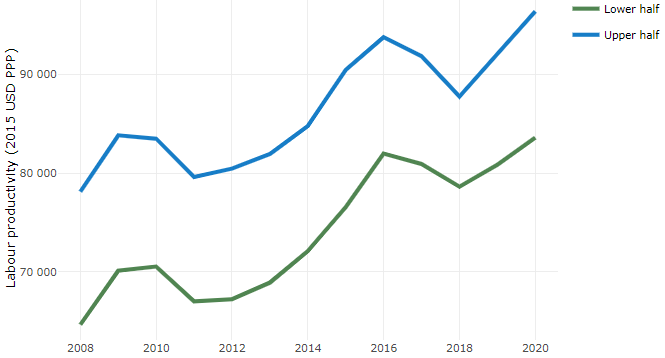 Lower half
Upper half
Labour productivity (2015 USD PPP)
90 000
80 000
70 000
2008 2010 2012 2014 2016 2018 2020